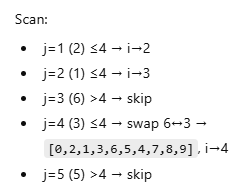 Scan:
• j=1 (2) ≤4 → i→2
• j=2 (1) ≤4 → i→3
• j=3 (6) >4 → skip
• j=4 (3) ≤4 → swap 6↔3 →
[0,2,1,3,6,5,4,7,8,9], i→4
• j=5 (5) >4 → skip